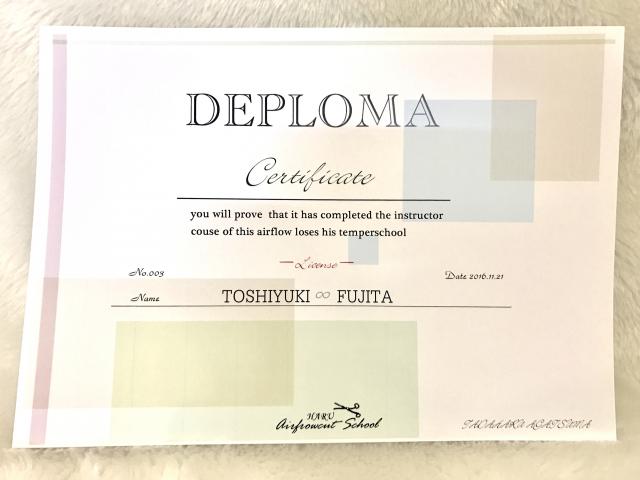 DEPLOMA
Certificate
you will prove that it has completed the instructor
couse of this airflow loses his temperschool
License
No.003
Date 2016.11.21
Name TOSHIYUKI ∞ FUJITA
HARU
Airfrowcut School